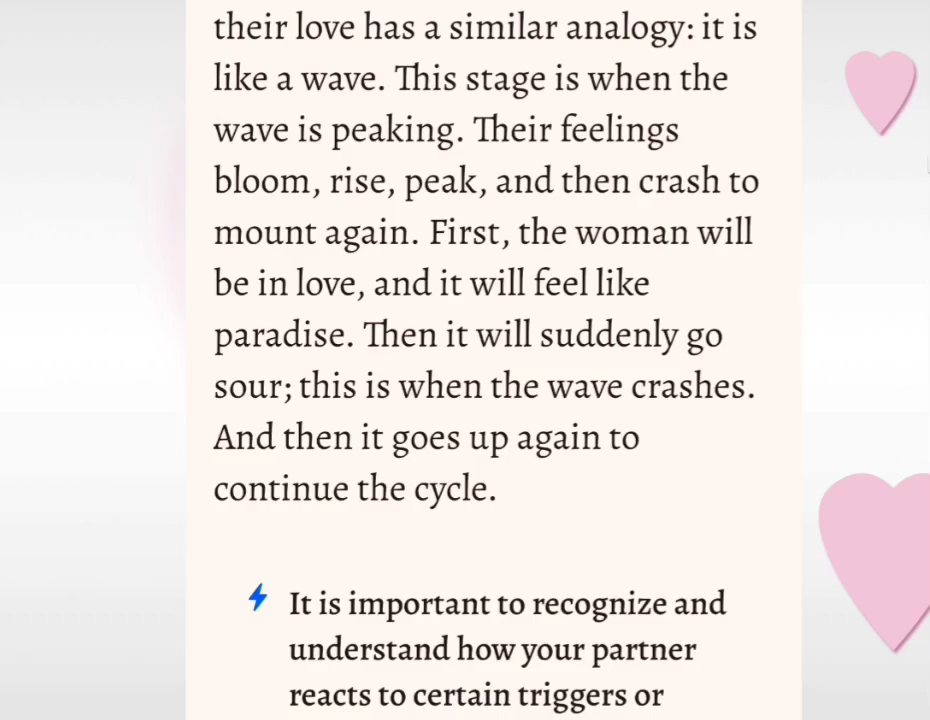 their love has a similar analogy: it is
like a wave. This stage is when the
wave is peaking. Their feelings
bloom, rise, peak, and then crash to
mount again. First, the woman will
be in love, and it will feel like
paradise. Then it will suddenly go
sour; this is when the wave crashes.
And then it goes up again to
continue the cycle.
It is important to recognize and
understand how your partner
reacts to certain triggers or